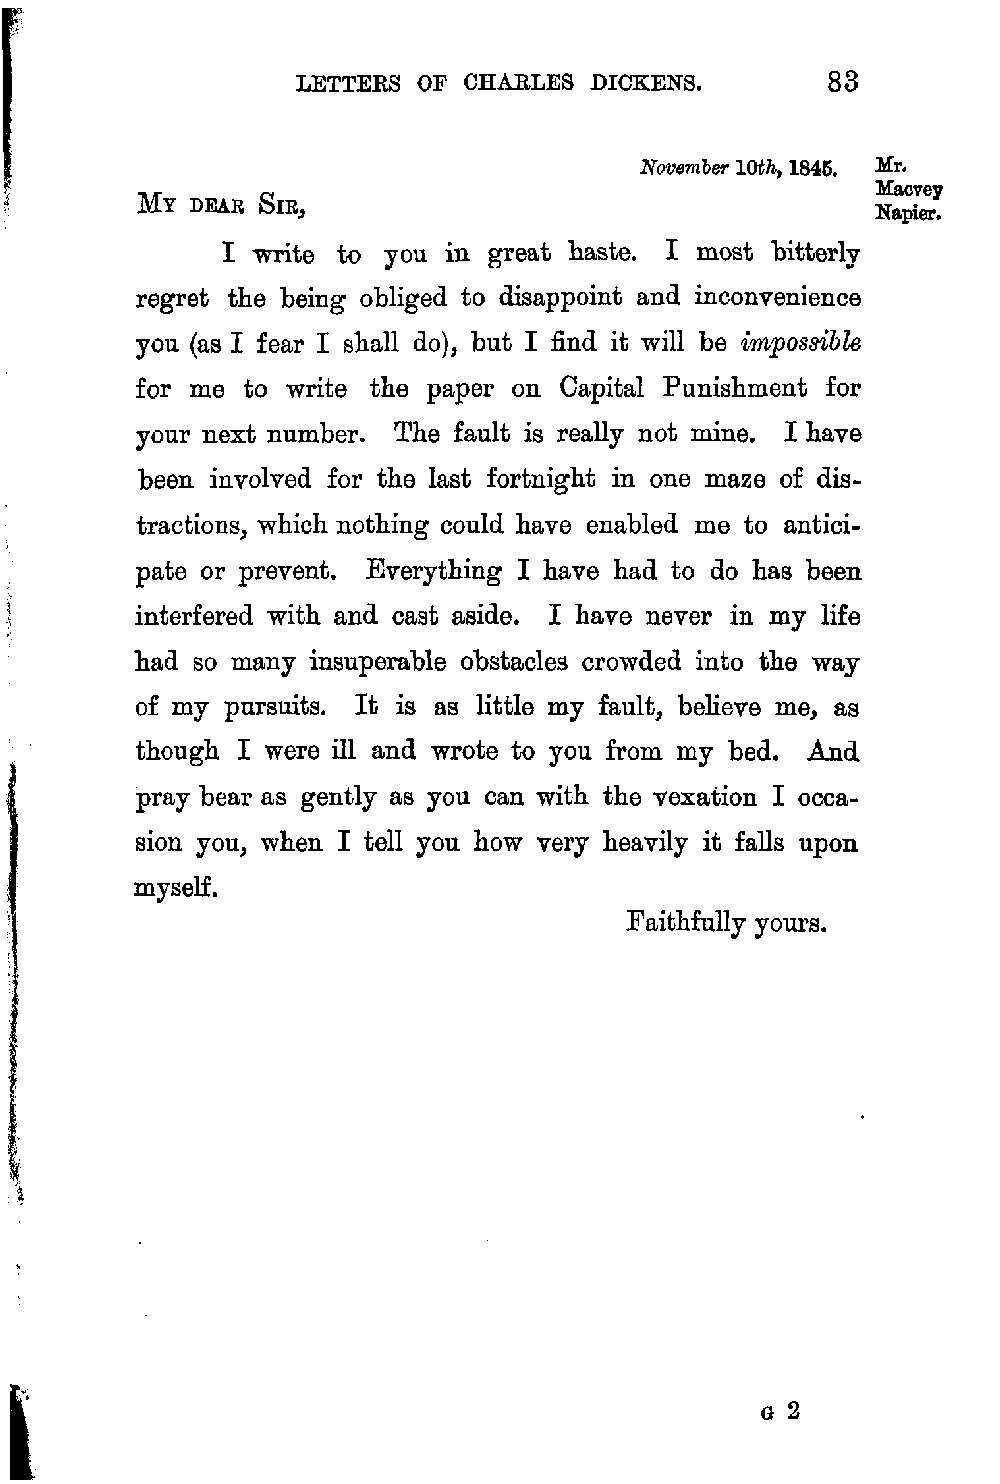 LETTERS OF CHARLES DICKENS. 83
November 10th, 1845.
Mr.
Macvey
Napier.
MY DEAR SIR,
I write to you in great haste. I most bitterly
regret the being obliged to disappoint and inconvenience
you (as I fear I shall do), but I find it will be impossible
for me to write the paper on Capital Punishment for
your next number. The fault is really not mine. I have
been involved for the last fortnight in one maze of dis-
tractions, which nothing could have enabled me to antici-
pate or prevent. Everything I have had to do has been
interfered with and cast aside. I have never in my life
had so many insuperable obstacles crowded into the way
of my pursuits. It is as little my fault, believe me, as
though I were ill and wrote to you from my bed. And
pray bear as gently as you can with the vexation I occa-
sion you, when I tell you how very heavily it falls upon
myself.
Faithfully yours.
G 2